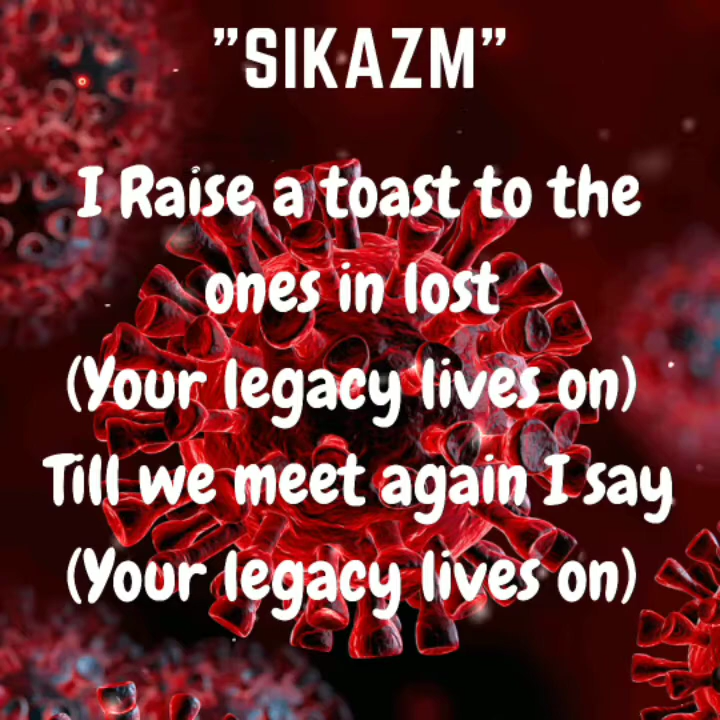 "SIKAZM"
I Raise a toast to the
ones in lost
(Your legacy lives on)
Till we meet again I say
(Your legacy lives on)